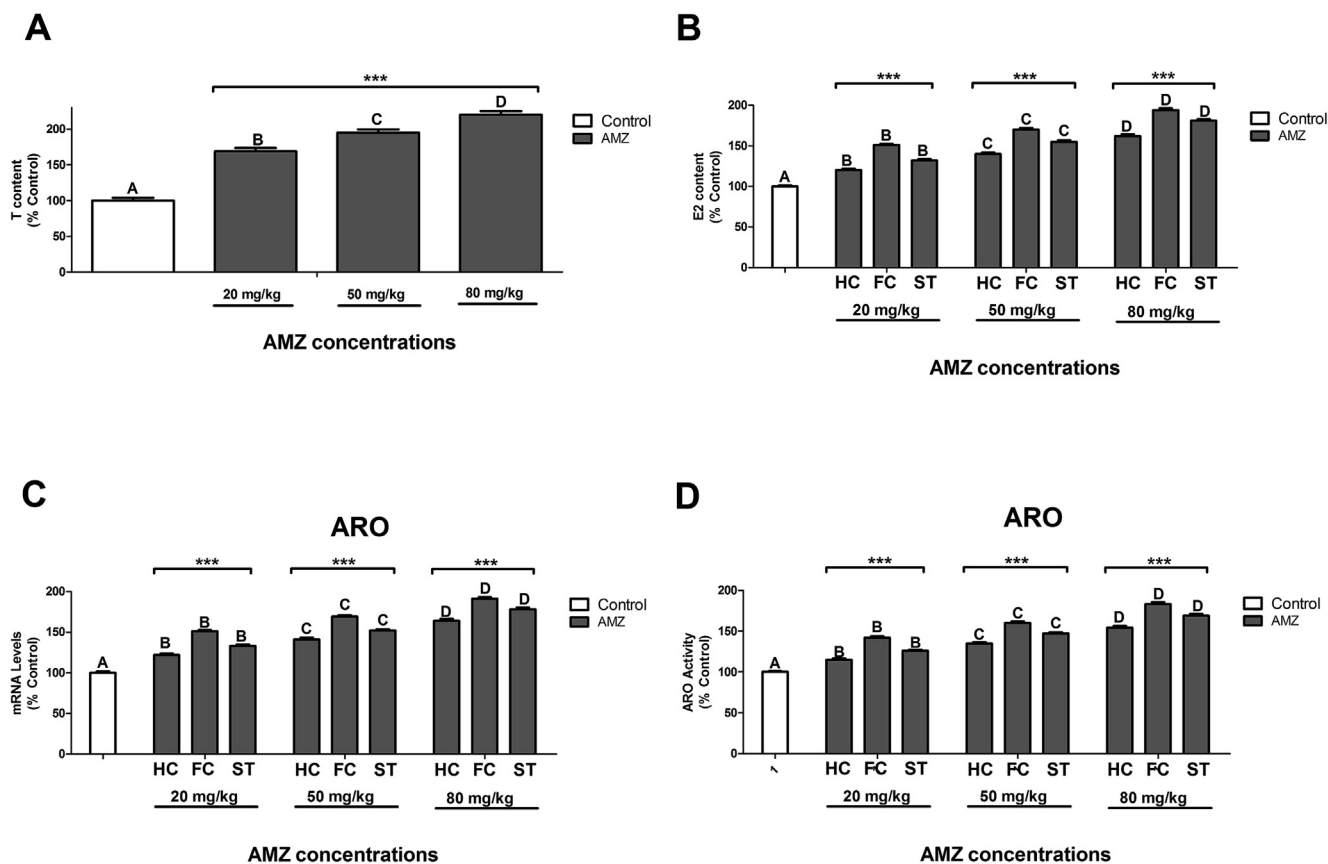 A
***
T content
(% Control)
200
150
100
50
0
A
B
C
D
Control
AMZ
20 mg/kg
50 mg/kg
80 mg/kg
AMZ concentrations
B
***
***
***
E2 content
(% Control)
200
150
100
50
0
A
B
B
B
C
C
C
D
D
D
Control
AMZ
HC FC ST HC FC ST HC FC ST
20 mg/kg
50 mg/kg
80 mg/kg
AMZ concentrations
C
ARO
***
***
***
mRNA Levels
(% Control)
200
150
100
50
0
A
B
B
B
C
C
C
D
D
D
Control
AMZ
HC FC ST HC FC ST HC FC ST
20 mg/kg
50 mg/kg
80 mg/kg
AMZ concentrations
D
ARO
***
***
***
ARO Activity
(% Control)
200
150
100
50
0
A
B
B
B
C
C
C
D
D
D
Control
AMZ
HC FC ST HC FC ST HC FC ST
20 mg/kg
50 mg/kg
80 mg/kg
AMZ concentrations